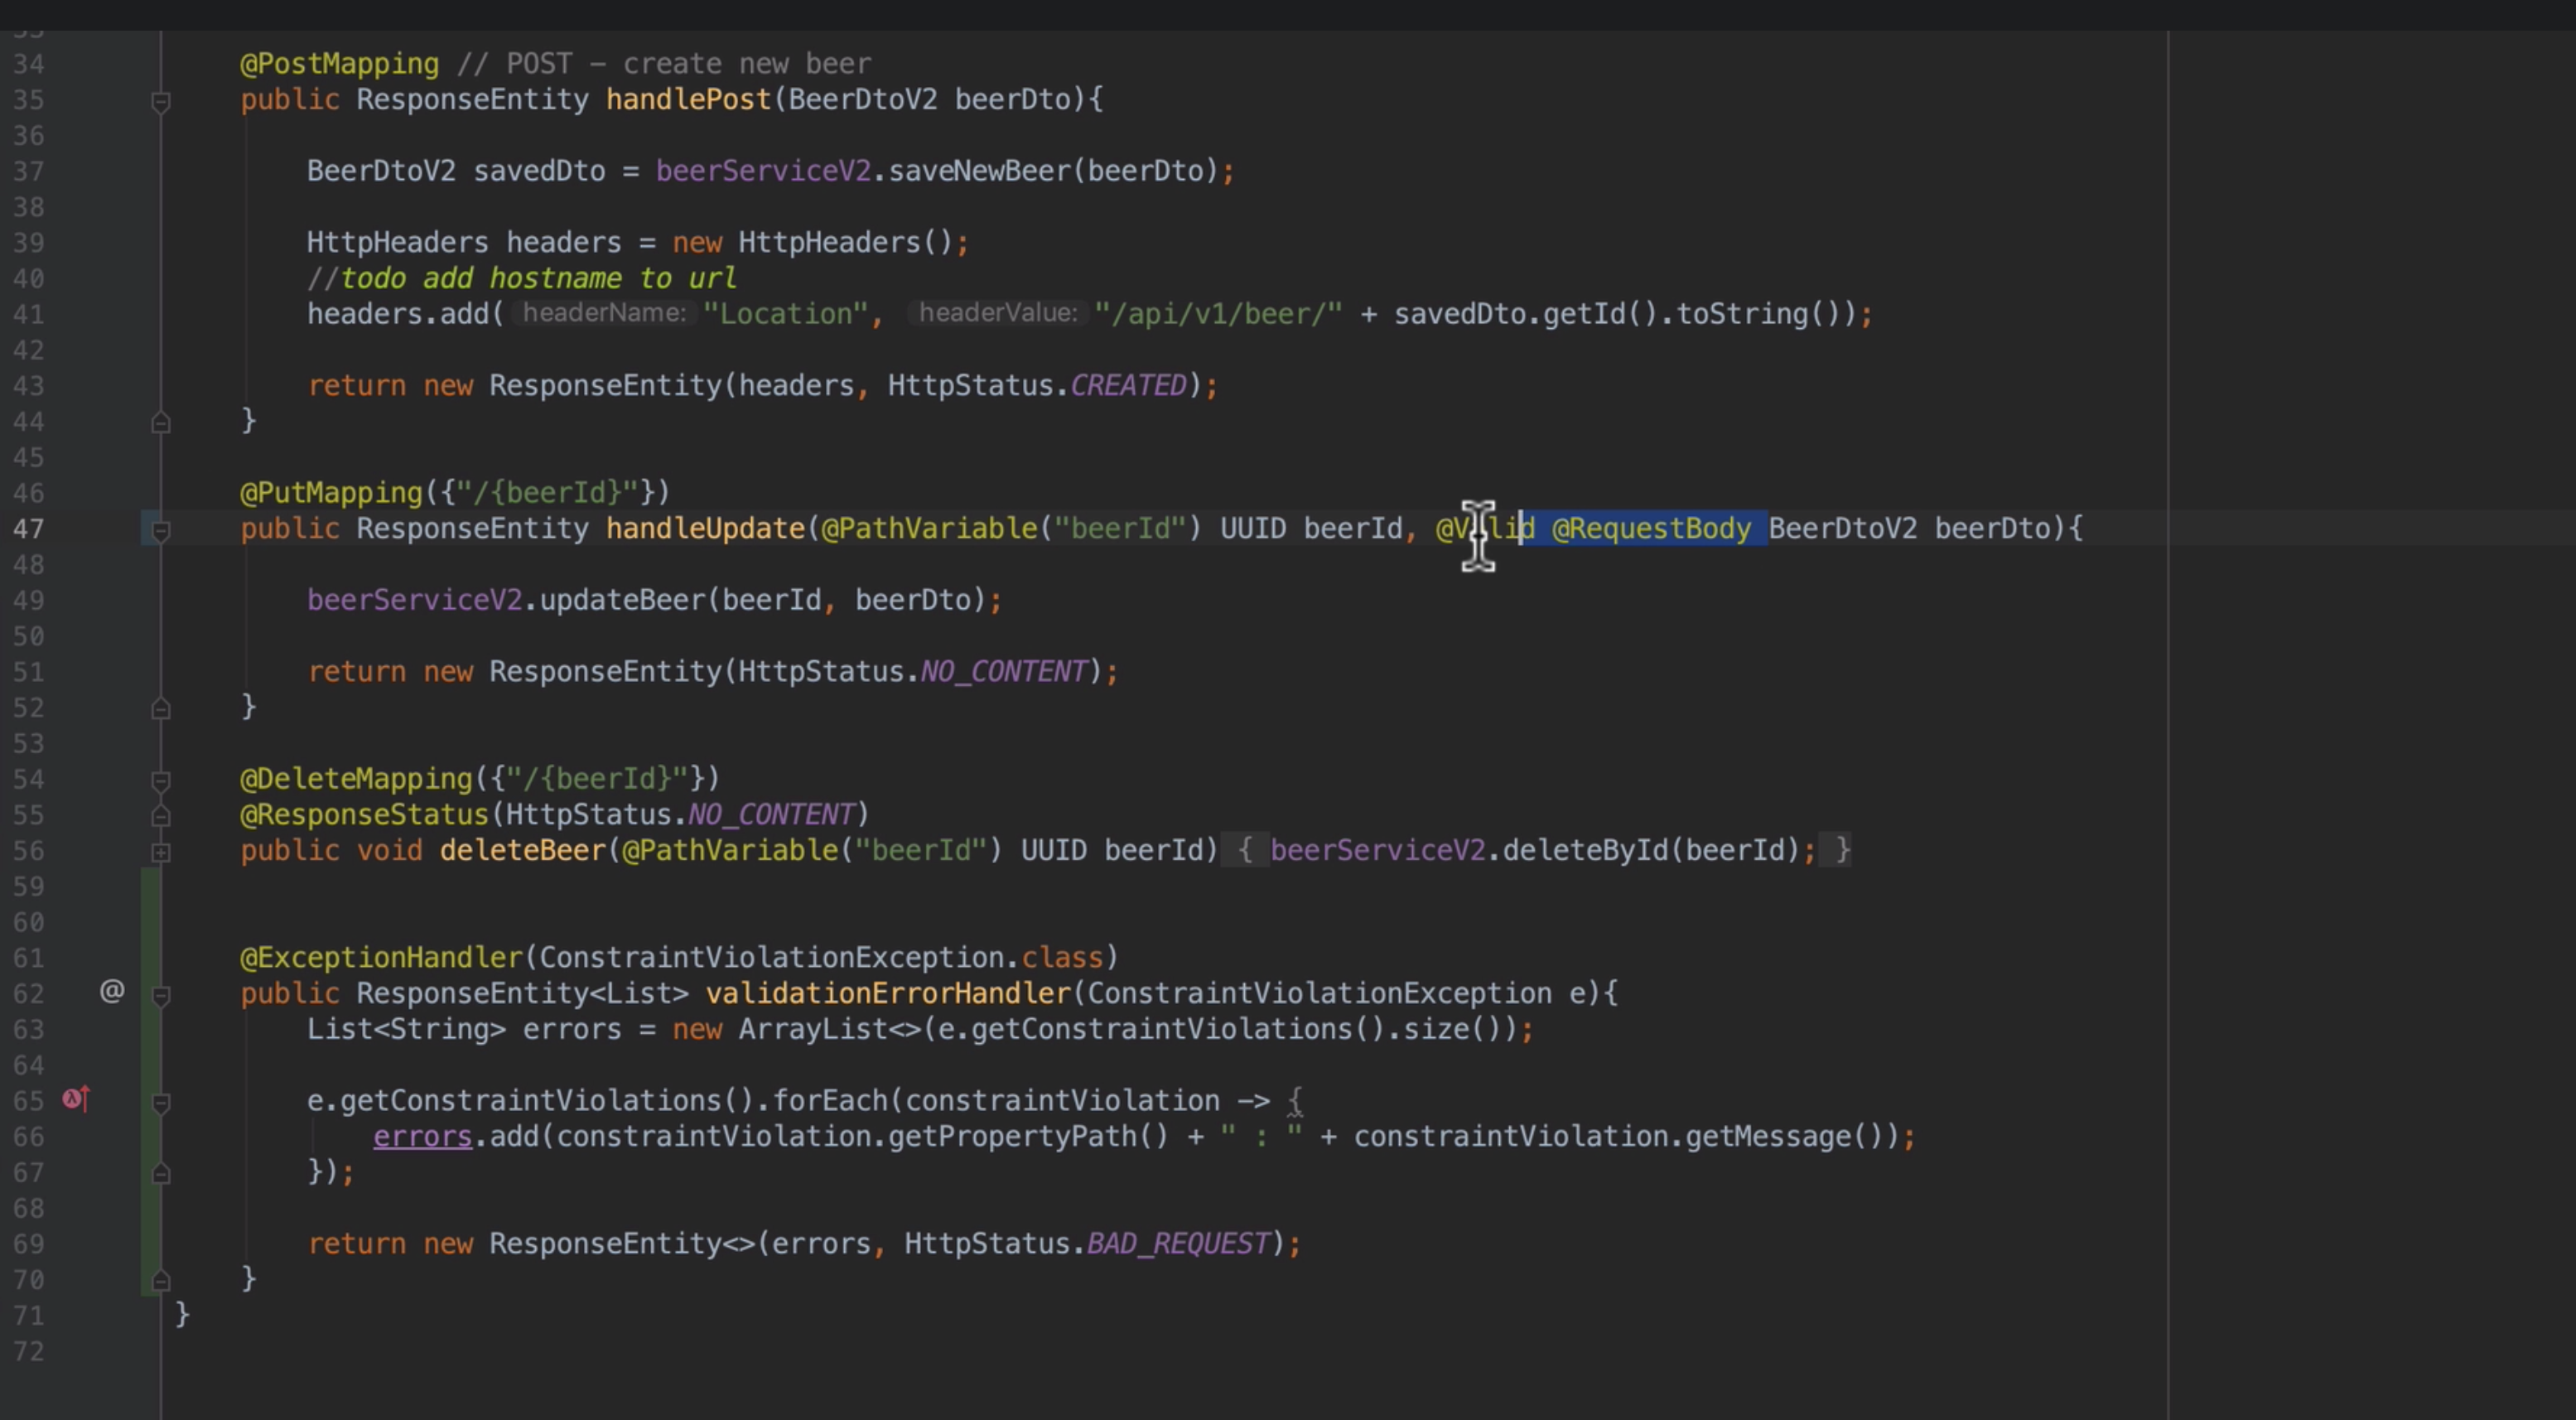 34 @PostMapping // POST – create new beer
35 public ResponseEntity handlePost(BeerDtoV2 beerDto){
36
37 BeerDtoV2 savedDto = beerServiceV2.saveNewBeer(beerDto);
38
39 HttpHeaders headers = new HttpHeaders();
40 //todo add hostname to url
41 headers.add( headerName: "Location", headerValue: "/api/v1/beer/" + savedDto.getId().toString());
42
43 return new ResponseEntity(headers, HttpStatus.CREATED);
44 }
45
46 @PutMapping({"/{beerId}"})
47 public ResponseEntity handleUpdate(@PathVariable("beerId") UUID beerId, @Valid @RequestBody BeerDtoV2 beerDto){
48
49 beerServiceV2.updateBeer(beerId, beerDto);
50
51 return new ResponseEntity(HttpStatus.NO_CONTENT);
52 }
53
54 @DeleteMapping({"/{beerId}"})
55 @ResponseStatus(HttpStatus.NO_CONTENT)
56 public void deleteBeer(@PathVariable("beerId") UUID beerId) { beerServiceV2.deleteById(beerId); }
59
60
61 @ExceptionHandler(ConstraintViolationException.class)
62 @ public ResponseEntity<List> validationErrorHandler(ConstraintViolationException e){
63 List<String> errors = new ArrayList<>(e.getConstraintViolations().size());
64
65 e.getConstraintViolations().forEach(constraintViolation -> {
66 errors.add(constraintViolation.getPropertyPath() + " : " + constraintViolation.getMessage());
67 });
68
69 return new ResponseEntity<>(errors, HttpStatus.BAD_REQUEST);
70 }
71 }
72